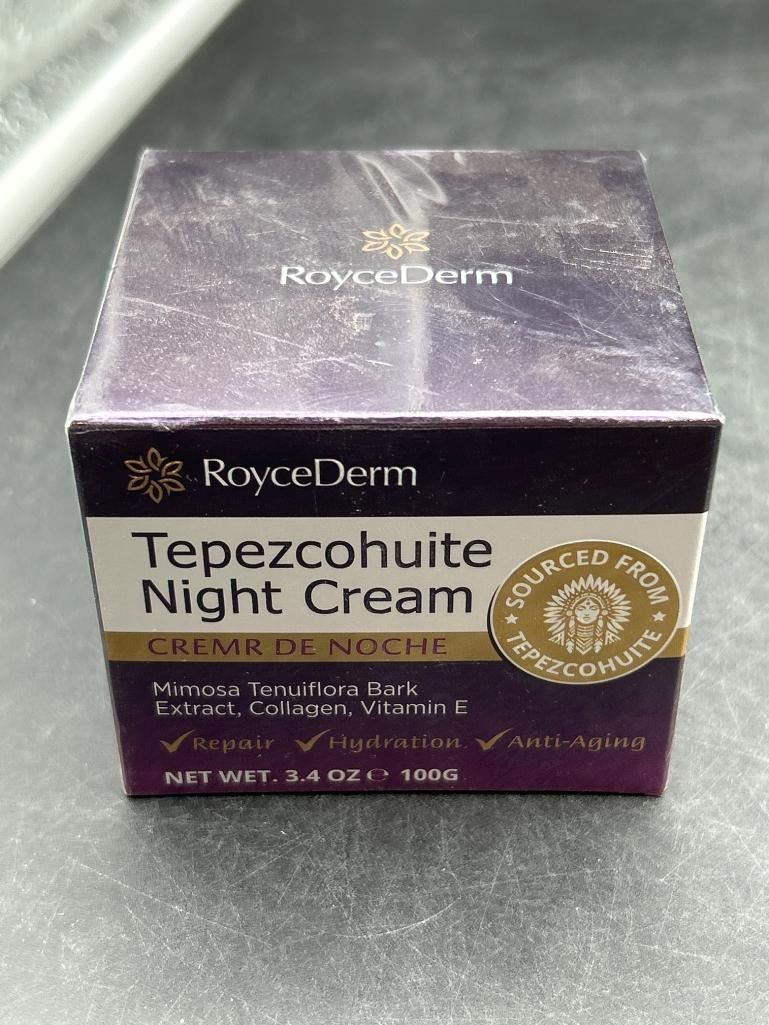 RoyceDerm
RoyceDerm
Tepezcohuite
Night Cream
CREMR DE NOCHE
SOURCED FROM
TEPEZCOHUITE
Mimosa Tenuiflora Bark
Extract, Collagen, Vitamin E
Repair Hydration Anti-Aging
NET WET. 3.4 OZ ℮ 100G